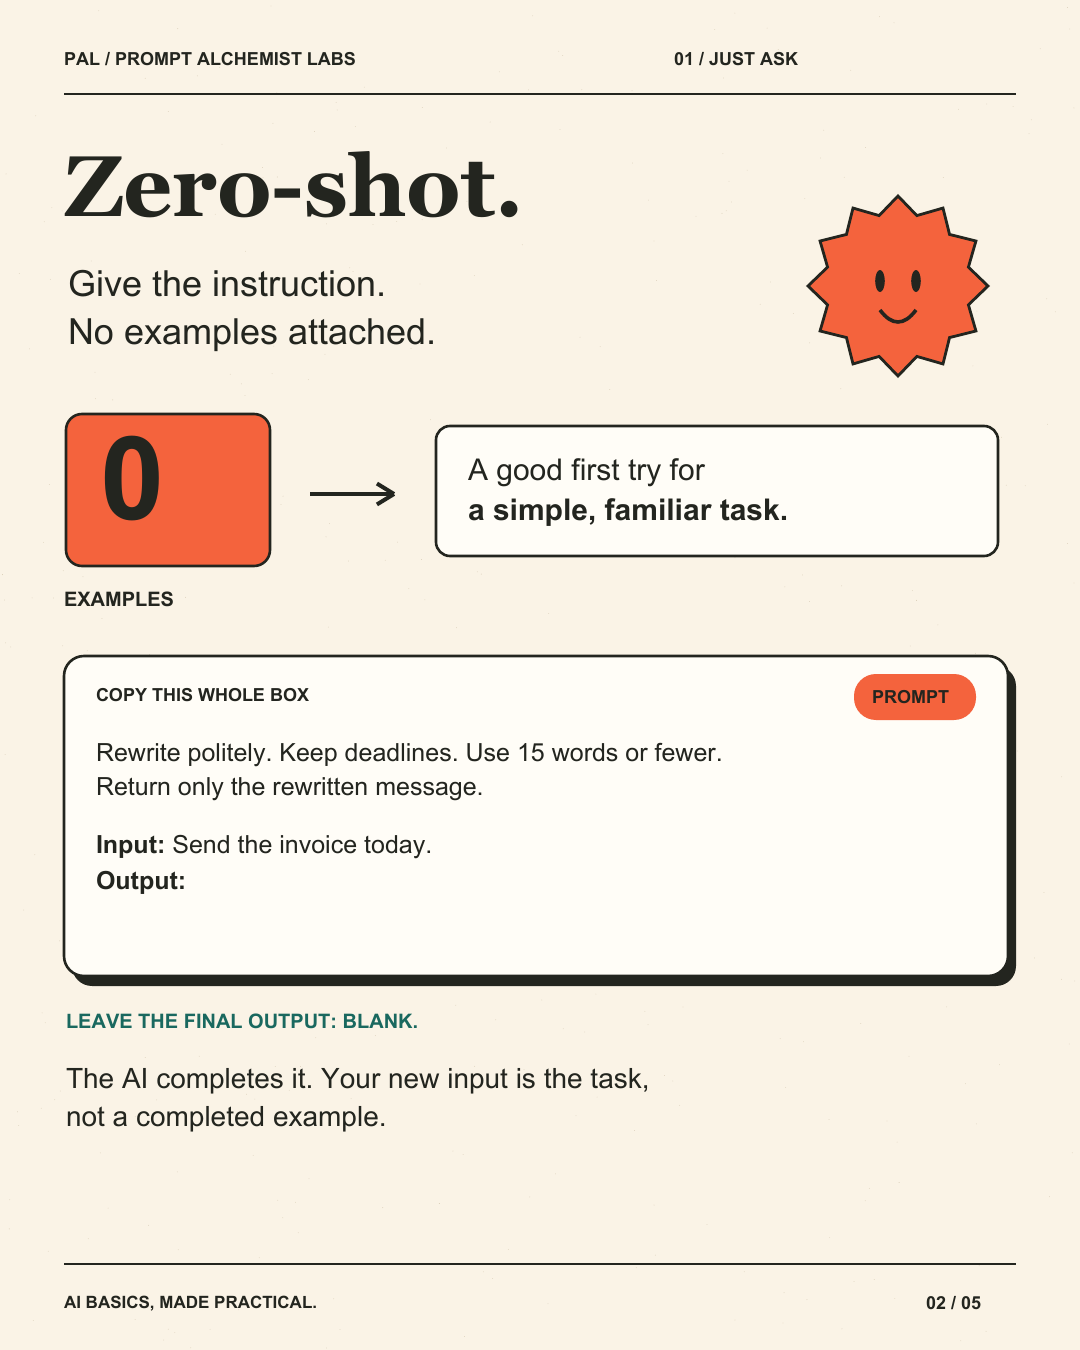 PAL / PROMPT ALCHEMIST LABS
01 / JUST ASK
Zero-shot.
Give the instruction.
No examples attached.
0
EXAMPLES
A good first try for
a simple, familiar task.
COPY THIS WHOLE BOX
PROMPT
Rewrite politely. Keep deadlines. Use 15 words or fewer.
Return only the rewritten message.
Input: Send the invoice today.
Output:
LEAVE THE FINAL OUTPUT: BLANK.
The AI completes it. Your new input is the task,
not a completed example.
AI BASICS, MADE PRACTICAL.
02 / 05